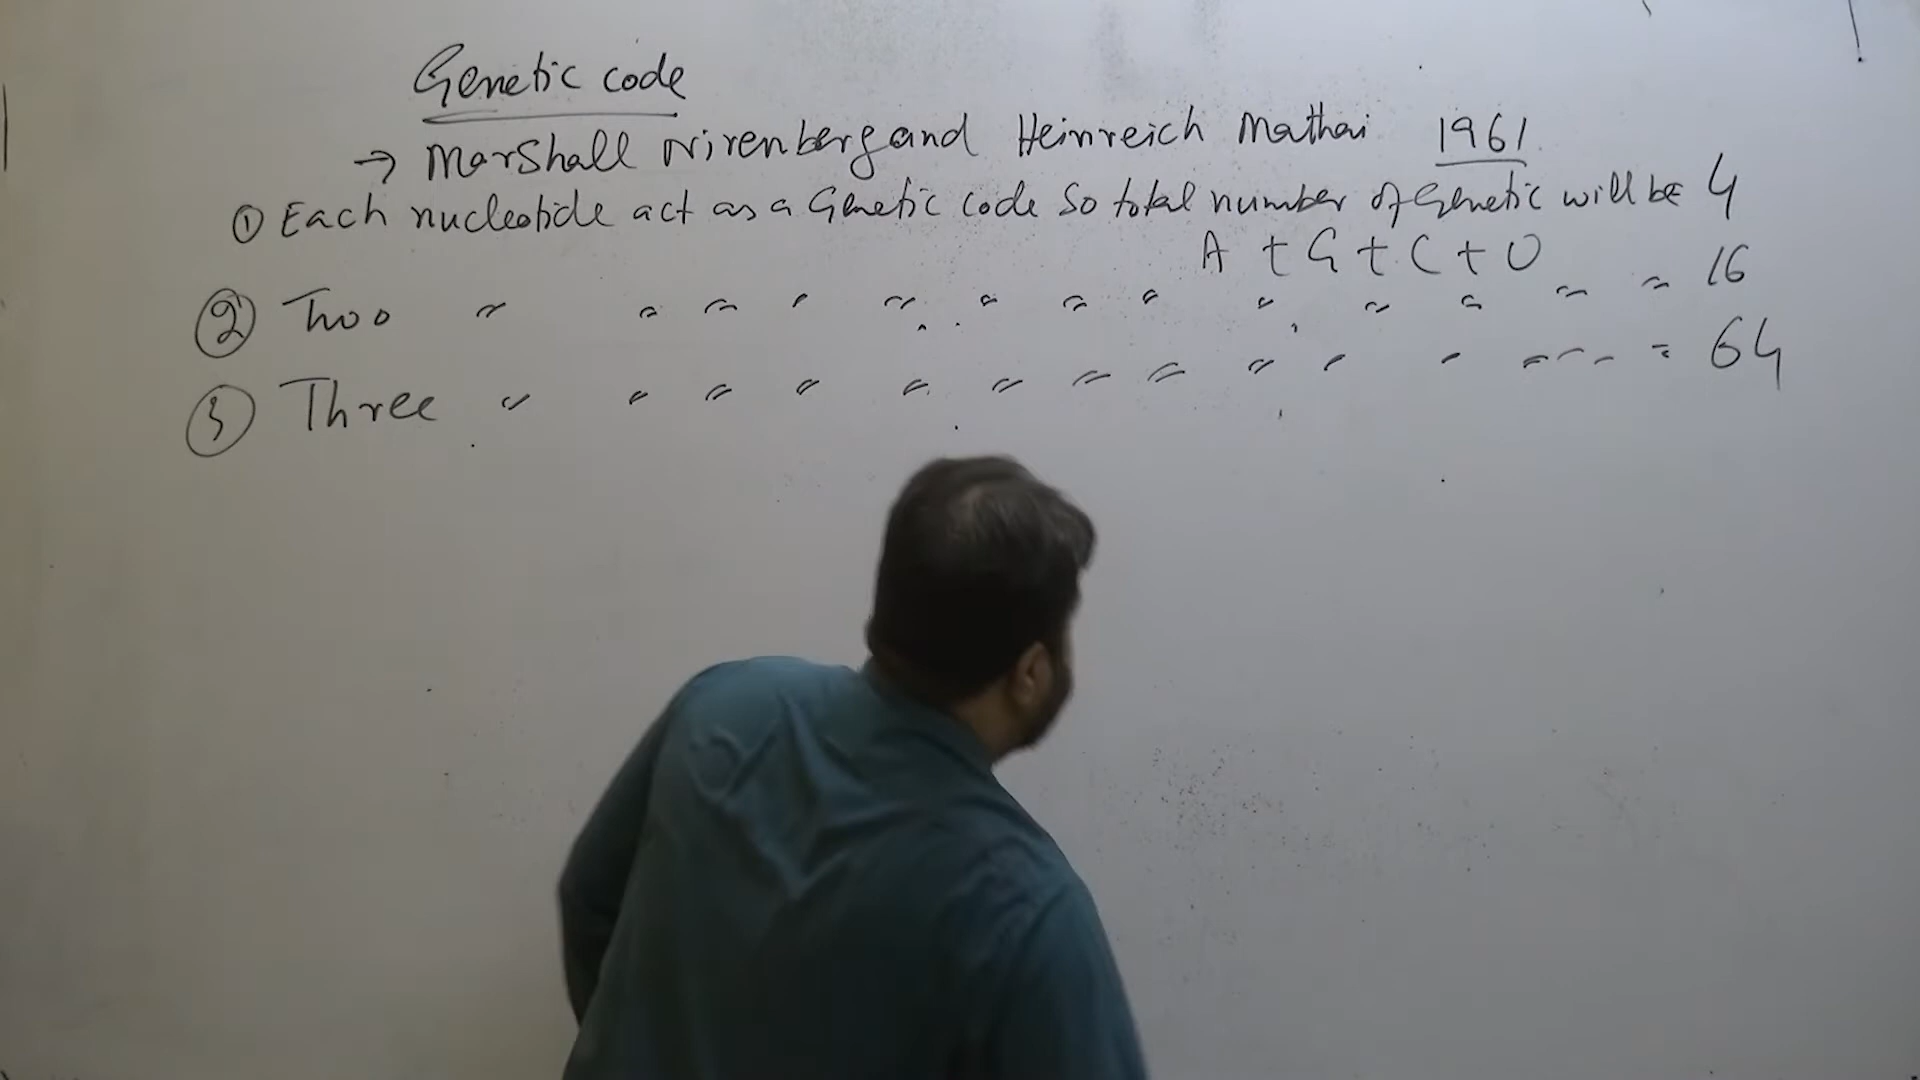 Genetic code
→ Marshall Nirenberg and Heinreich Mathai 1961
① Each nucleotide act as a Genetic code So total number of Genetic will be 4
A + G + C + U
② Two " " " " " " " " " " " " " = 16
③ Three " " " " " " " " " " " " " " = 64